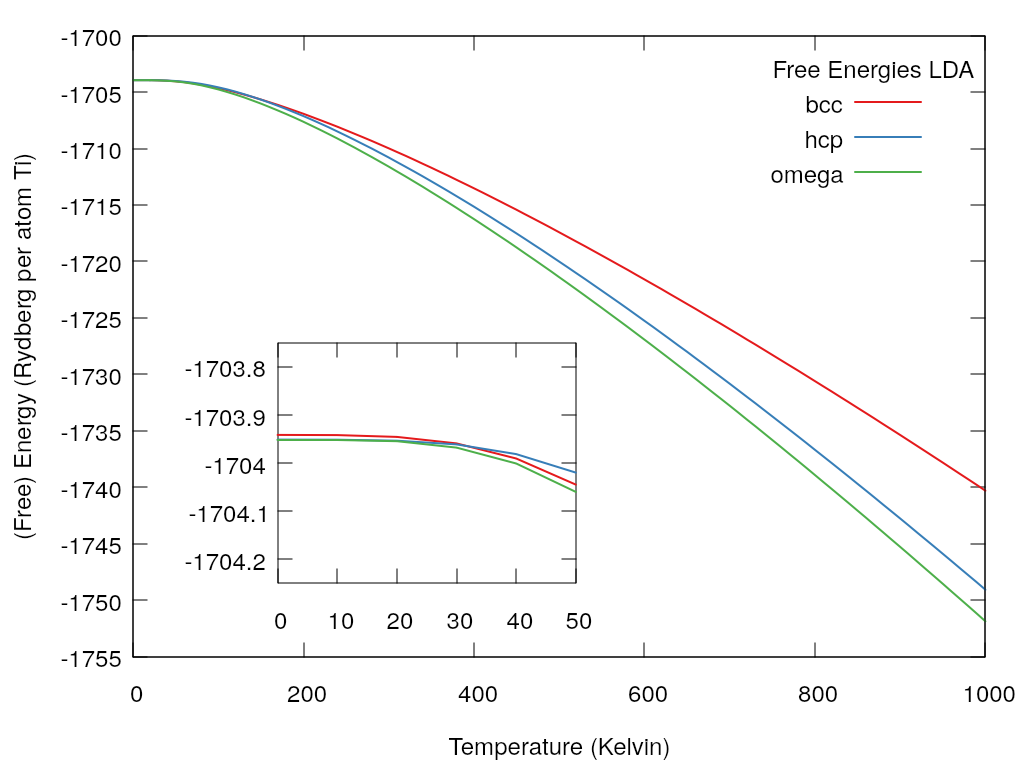 -1700
-1705
-1710
-1715
-1720
-1725
-1730
-1735
-1740
-1745
-1750
-1755
(Free) Energy (Rydberg per atom Ti)
Free Energies LDA
bcc
hcp
omega
-1703.8
-1703.9
-1704
-1704.1
-1704.2
0 10 20 30 40 50
0 200 400 600 800 1000
Temperature (Kelvin)